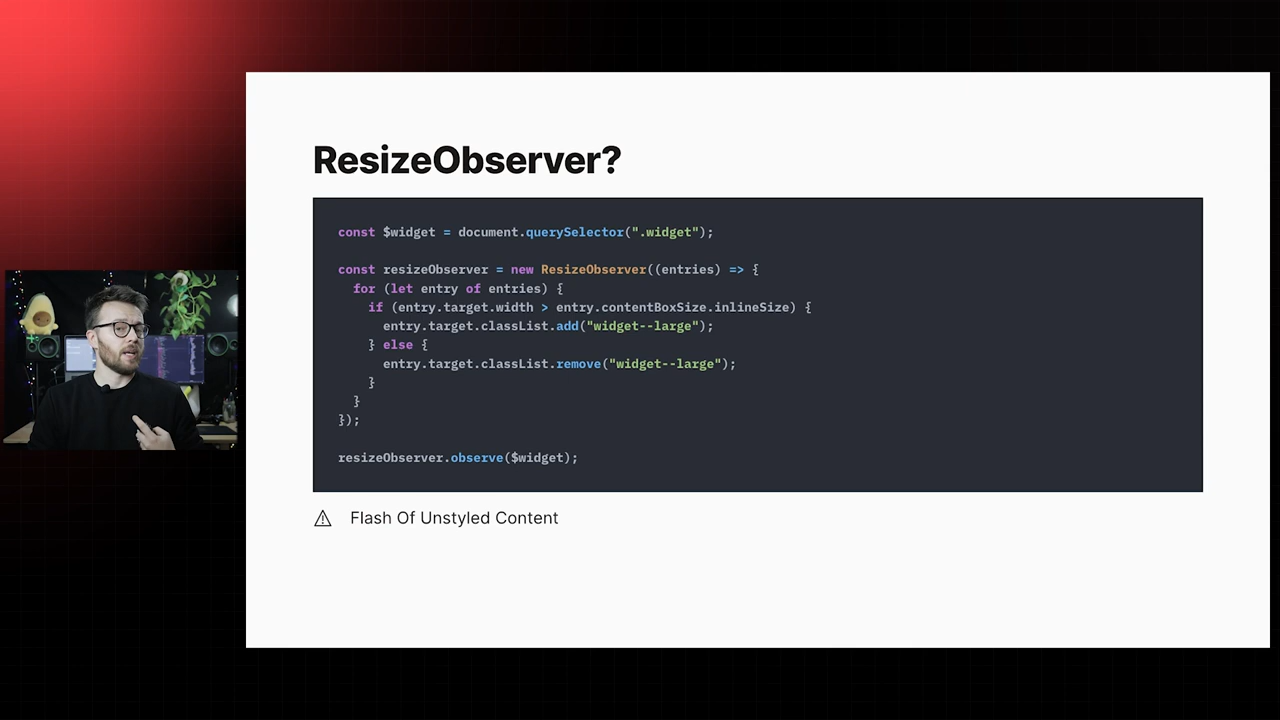 ResizeObserver?
const $widget = document.querySelector(".widget");
const resizeObserver = new ResizeObserver((entries) => {
for (let entry of entries) {
if (entry.target.width > entry.contentBoxSize.inlineSize) {
entry.target.classList.add("widget--large");
} else {
entry.target.classList.remove("widget--large");
}
}
});
resizeObserver.observe($widget);
Flash Of Unstyled Content